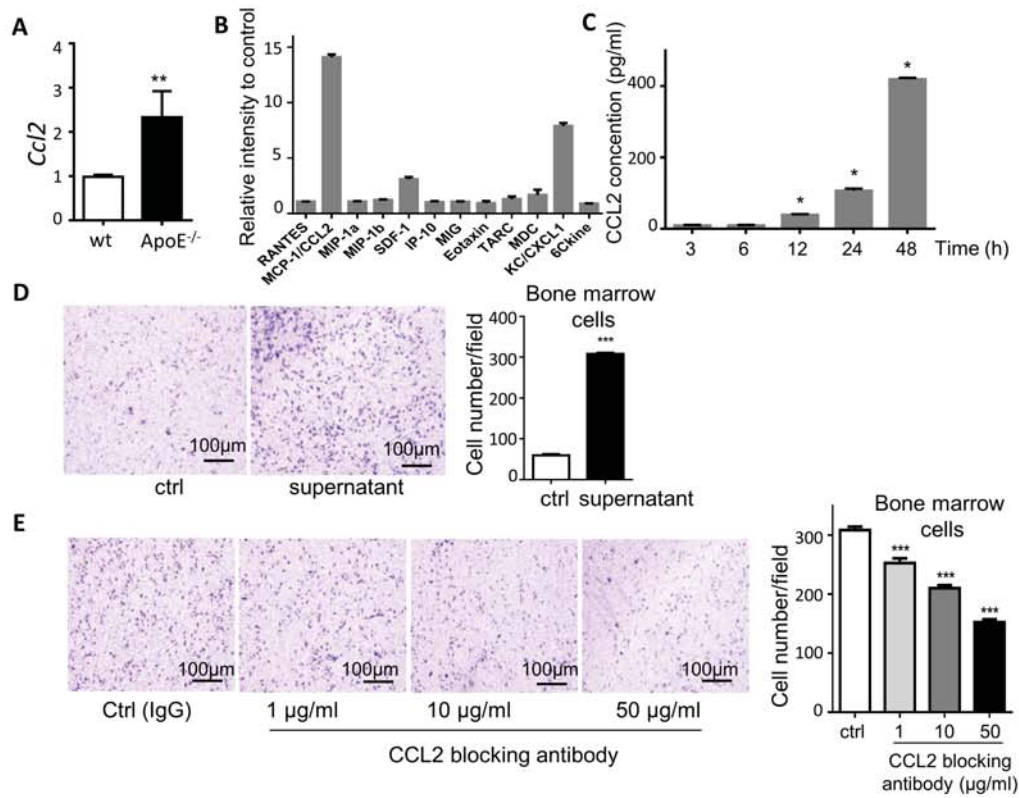 A
Ccl2
4
3
2
1
0
**
wt
ApoE-/-
B
Relative intensity to control
15
10
5
0
RANTES
MCP-1/CCL2
MIP-1a
MIP-1b
SDF-1
IP-10
MIG
Eotaxin
TARC
MDC
KC/CXCL1
6Ckine
C
CCL2 concention (pg/ml)
400
200
0
*
*
*
3 6 12 24 48 Time (h)
D
100µm
100µm
ctrl
supernatant
Bone marrow
cells
Cell number/field
400
300
200
100
0
***
ctrl supernatant
E
100µm
100µm
100µm
100µm
Ctrl (IgG)
1 µg/ml
10 µg/ml
50 µg/ml
CCL2 blocking antibody
Bone marrow
cells
Cell number/field
300
200
100
0
***
***
***
ctrl 1 10 50
CCL2 blocking
antibody (µg/ml)